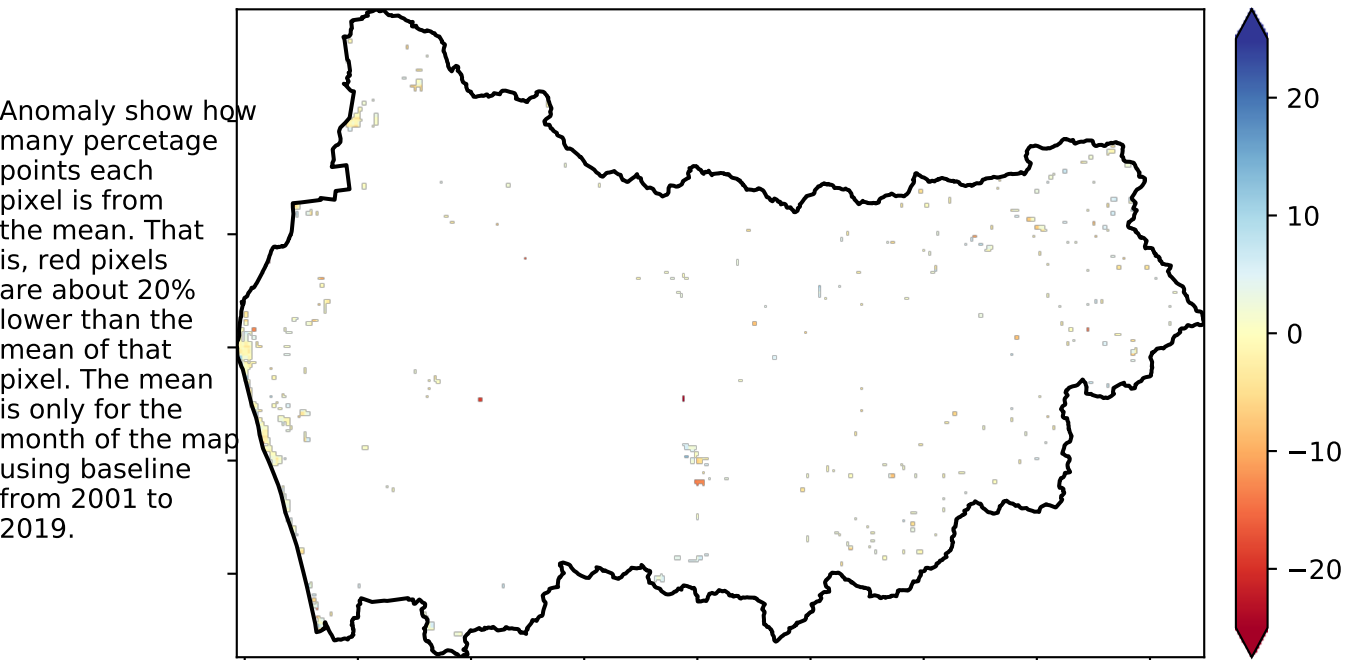 Anomaly show how
many percetage
points each
pixel is from
the mean. That
is, red pixels
are about 20%
lower than the
mean of that
pixel. The mean
is only for the
month of the map
using baseline
from 2001 to
2019.
20
10
0
−10
−20